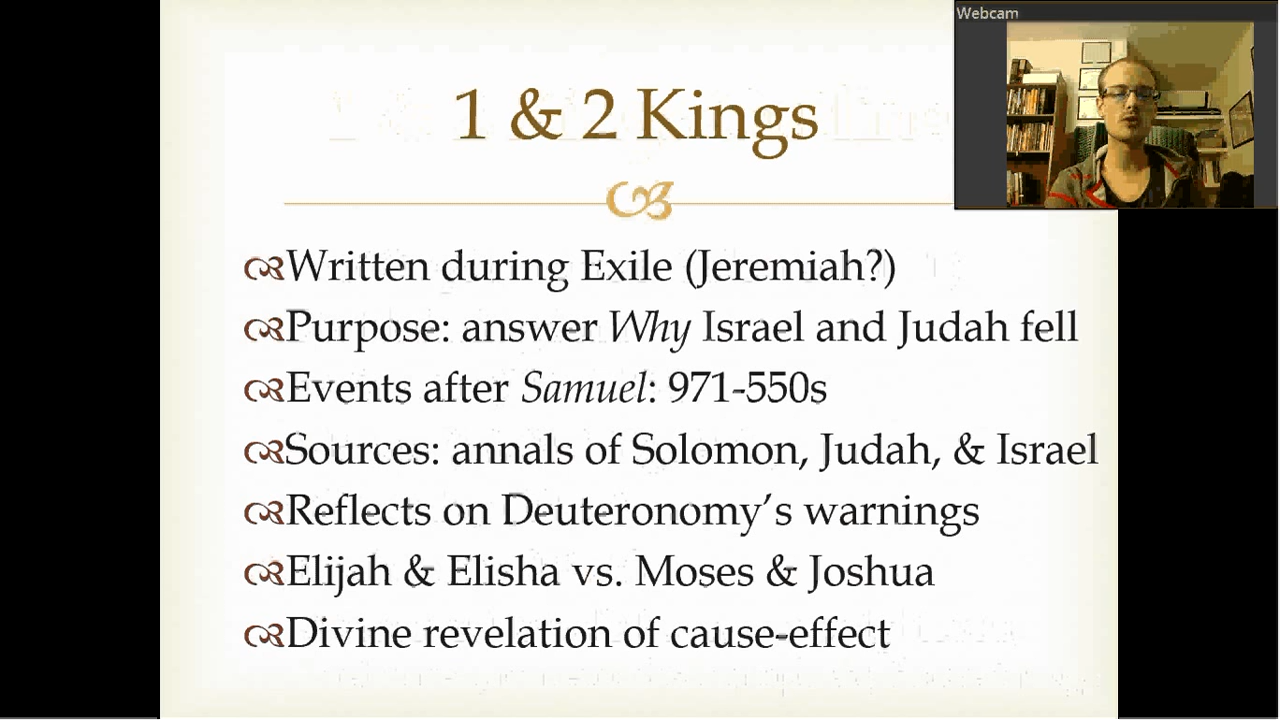 Webcam
1 & 2 Kings
Written during Exile (Jeremiah?)
Purpose: answer Why Israel and Judah fell
Events after Samuel: 971-550s
Sources: annals of Solomon, Judah, & Israel
Reflects on Deuteronomy’s warnings
Elijah & Elisha vs. Moses & Joshua
Divine revelation of cause-effect